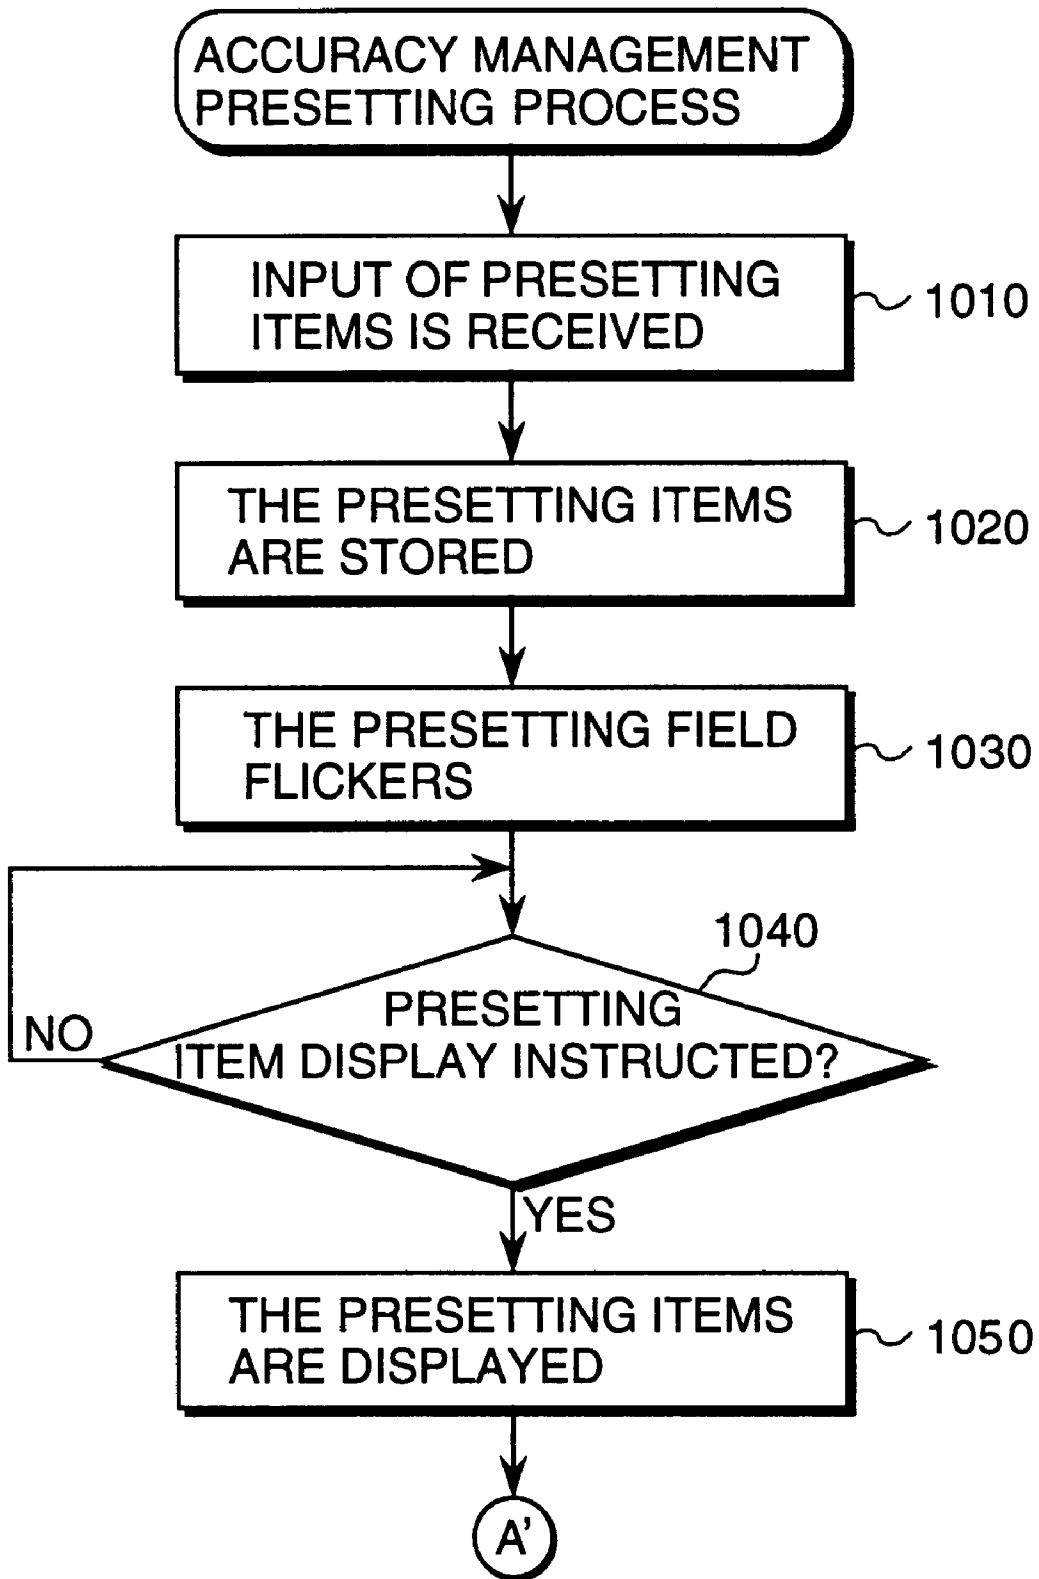 ACCURACY MANAGEMENT
PRESETTING PROCESS
INPUT OF PRESETTING
ITEMS IS RECEIVED
1010
THE PRESETTING ITEMS
ARE STORED
1020
THE PRESETTING FIELD
FLICKERS
1030
1040
PRESETTING
ITEM DISPLAY INSTRUCTED?
NO
YES
THE PRESETTING ITEMS
ARE DISPLAYED
1050
A'